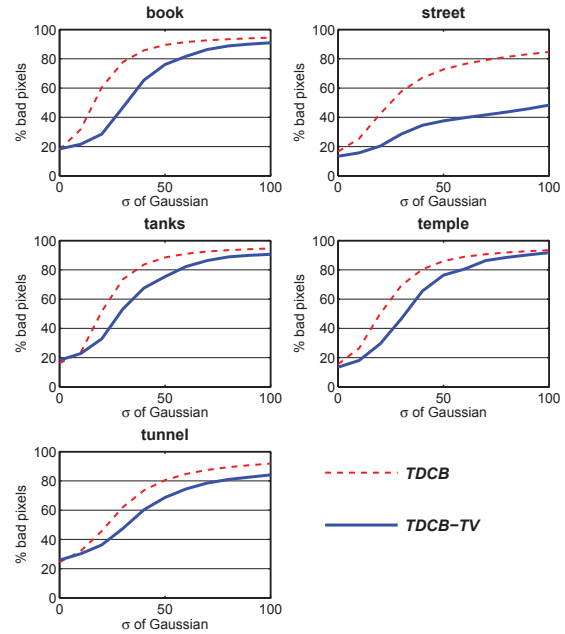 book
100
80
60
40
20
0
% bad pixels
0 50 100
σ of Gaussian
street
100
80
60
40
20
0
% bad pixels
0 50 100
σ of Gaussian
tanks
100
80
60
40
20
0
% bad pixels
0 50 100
σ of Gaussian
temple
100
80
60
40
20
0
% bad pixels
0 50 100
σ of Gaussian
tunnel
100
80
60
40
20
0
% bad pixels
0 50 100
σ of Gaussian
TDCB
TDCB−TV